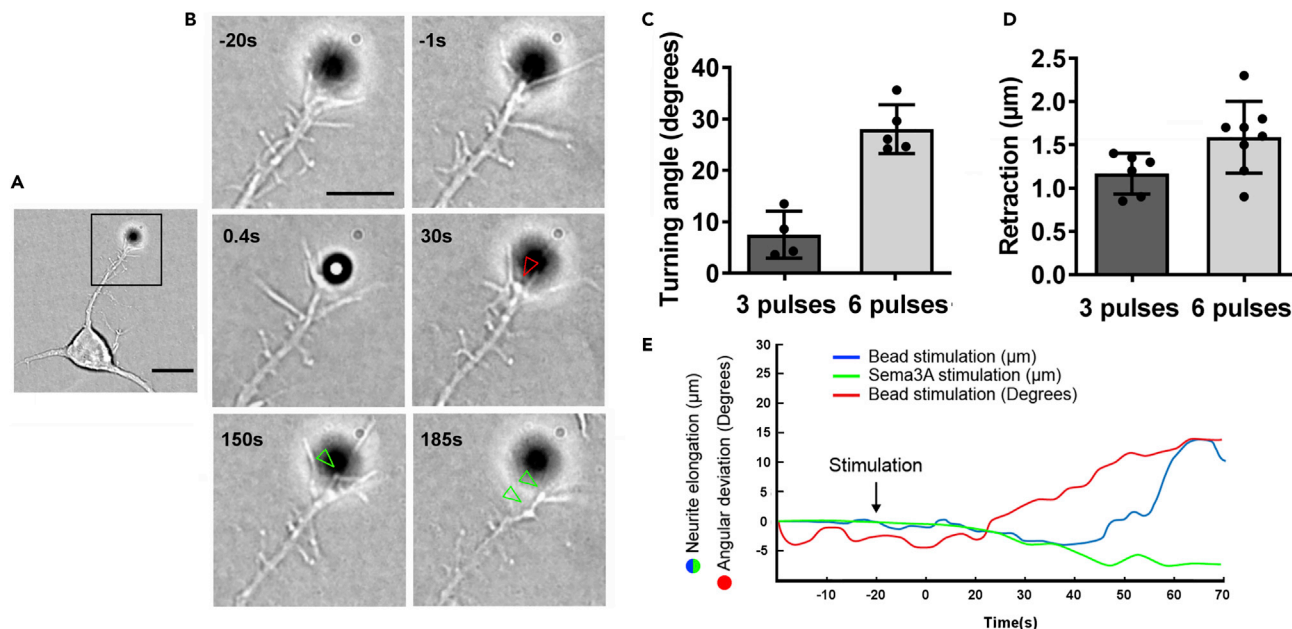 A
B
-20s
-1s
0.4s
30s
150s
185s
C
Turning angle (degrees)
40
30
20
10
0
3 pulses
6 pulses
D
Retraction (µm)
2.5
2.0
1.5
1.0
0.5
0.0
3 pulses
6 pulses
E
Neurite elongation (µm)
Angular deviation (Degrees)
30
25
20
15
10
5
0
-5
Bead stimulation (µm)
Sema3A stimulation (µm)
Bead stimulation (Degrees)
Stimulation
-10
-20
0
10
20
30
40
50
60
70
Time(s)